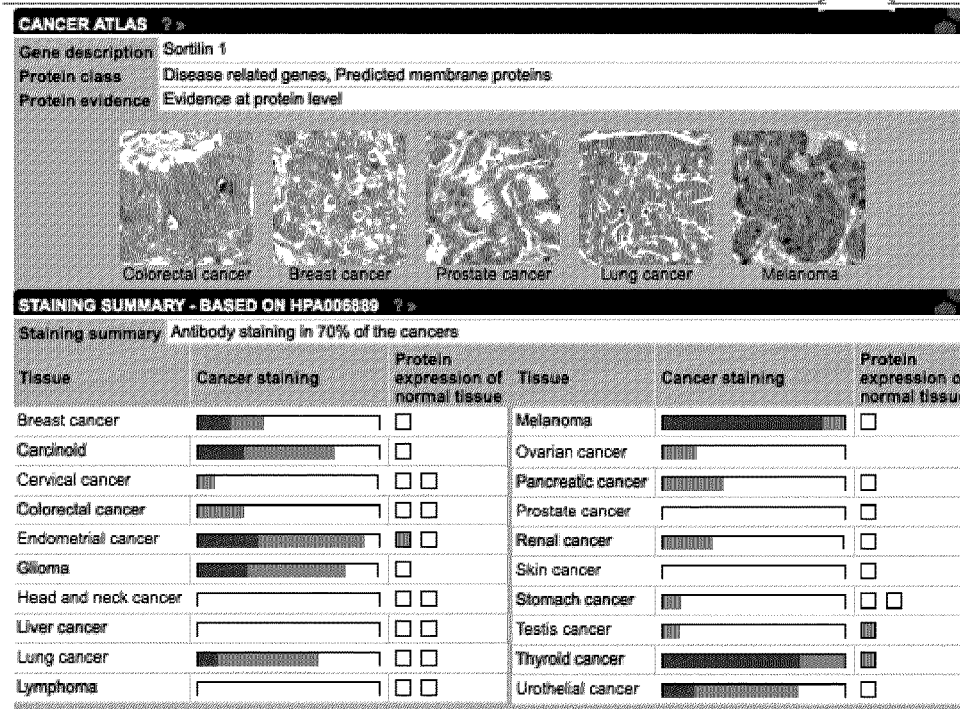 CANCER ATLAS ? »
Gene description Sortilin 1
Protein class Disease related genes, Predicted membrane proteins
Protein evidence Evidence at protein level
Colorectal cancer Breast cancer Prostate cancer Lung cancer Melanoma
STAINING SUMMARY - BASED ON HPA006889 ? »
Staining summary Antibody staining in 70% of the cancers
Tissue Cancer staining Protein expression of normal tissue Tissue Cancer staining Protein expression o normal tissue
Breast cancer Melanoma
Carcinoid Ovarian cancer
Cervical cancer Pancreatic cancer
Colorectal cancer Prostate cancer
Endometrial cancer Renal cancer
Glioma Skin cancer
Head and neck cancer Stomach cancer
Liver cancer Testis cancer
Lung cancer Thyroid cancer
Lymphoma Urothelial cancer